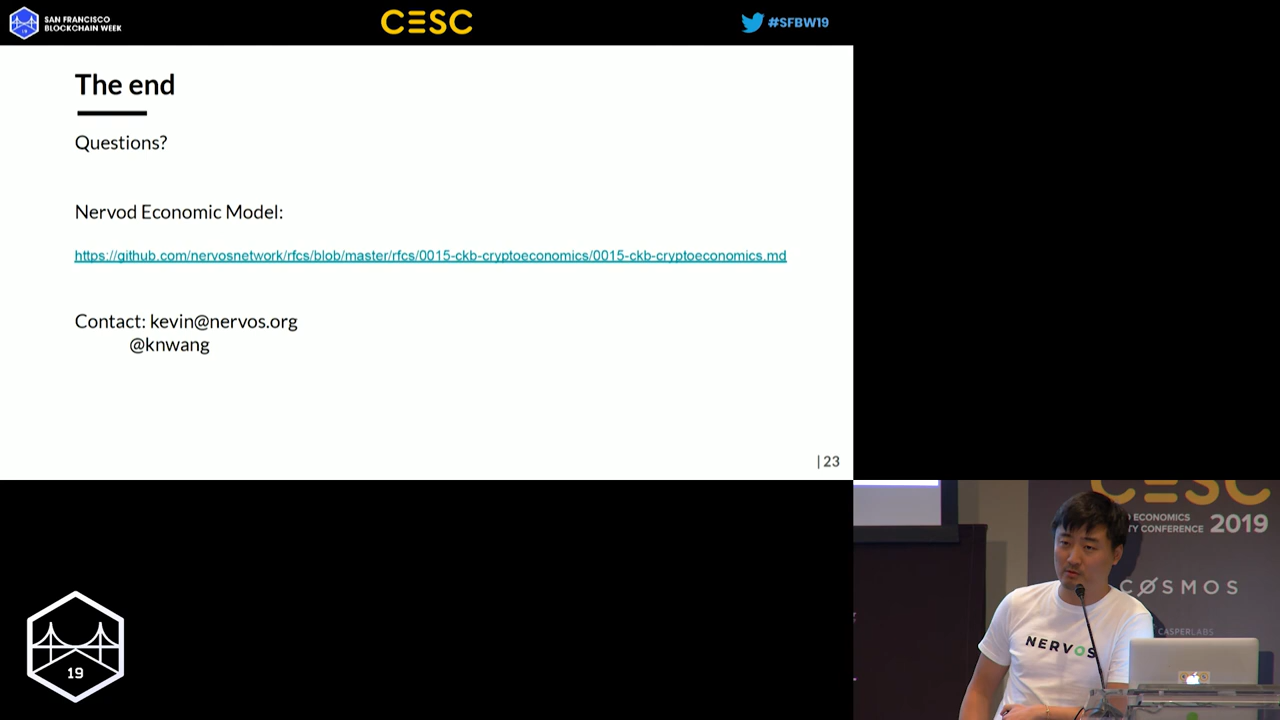 SAN FRANCISCO
BLOCKCHAIN WEEK
19
CESC
#SFBW19
The end
Questions?
Nervod Economic Model:
https://github.com/nervosnetwork/rfcs/blob/master/rfcs/0015-ckb-cryptoeconomics/0015-ckb-cryptoeconomics.md
Contact: kevin@nervos.org
@knwang
| 23
CESC
ECONOMICS
TY CONFERENCE 2019
COSMOS
CASPERLABS
NERVOS
19